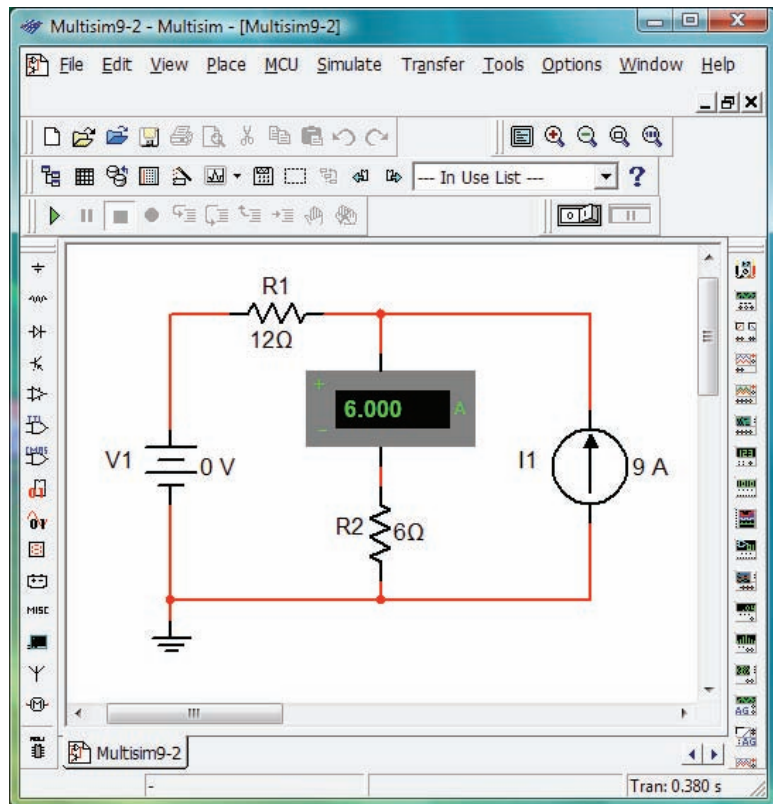 Multisim9-2 - Multisim - [Multisim9-2]
File Edit View Place MCU Simulate Transfer Tools Options Window Help
--- In Use List --- ?
R1
12Ω
+
6.000 A
–
V1 0 V
I1 9 A
R2 6Ω
MISC
Multisim9-2
- Tran: 0.380 s